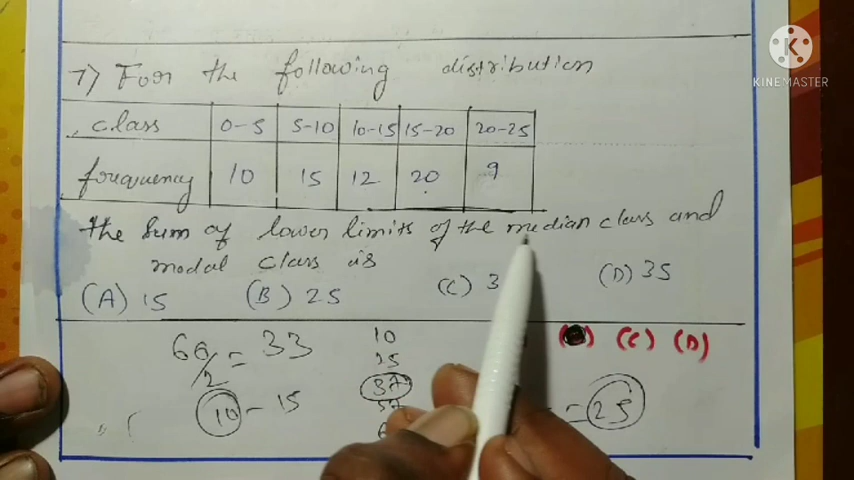 KINEMASTER
7) For the following distribution
class 0-5 5-10 10-15 15-20 20-25
frequency 10 15 12 20 9
the sum of lower limits of the median class and
modal class is
(A) 15 (B) 25 (C) 3 (D) 35
66/2 = 33
10
25
37
57
10 - 15
= 25
(C) (D)